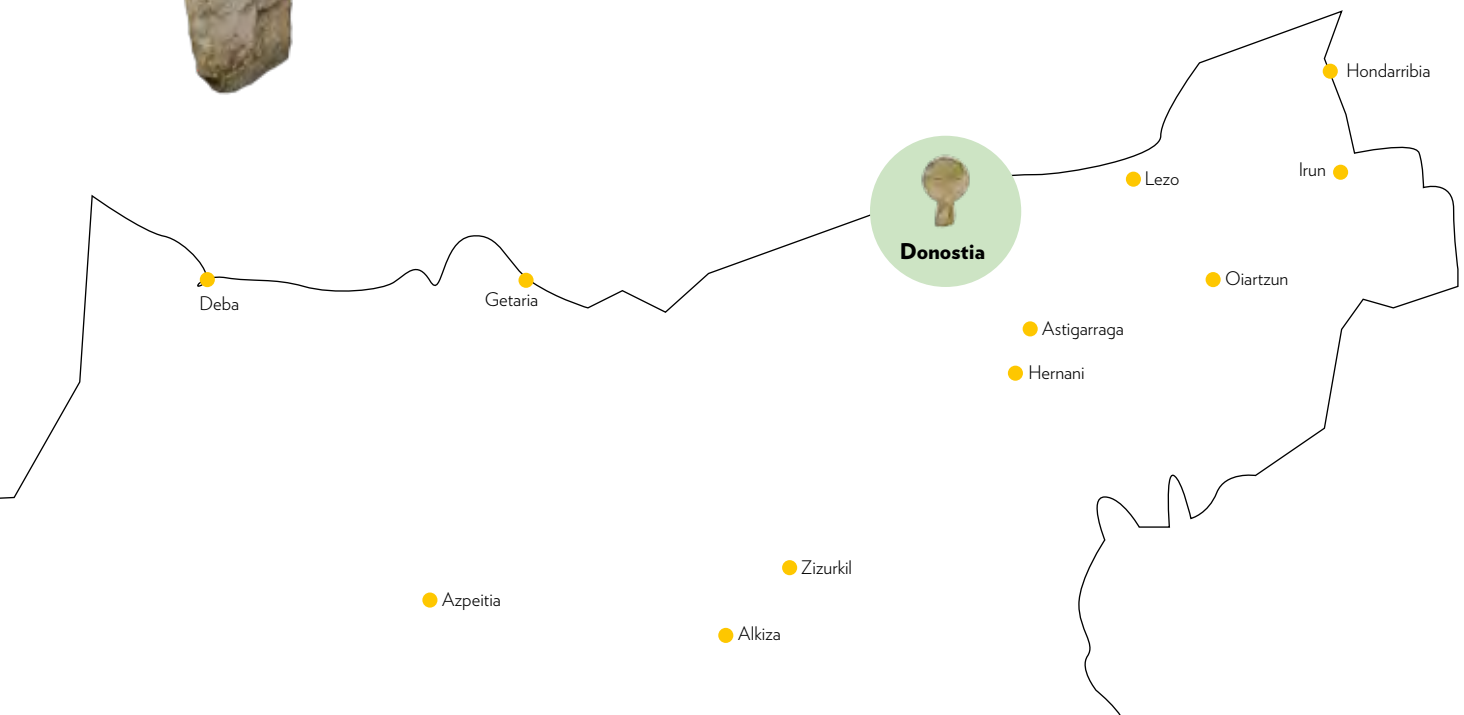 Hondarribia
Irun
Lezo
Donostia
Oiartzun
Deba
Getaria
Astigarraga
Hernani
Zizurkil
Azpeitia
Alkiza